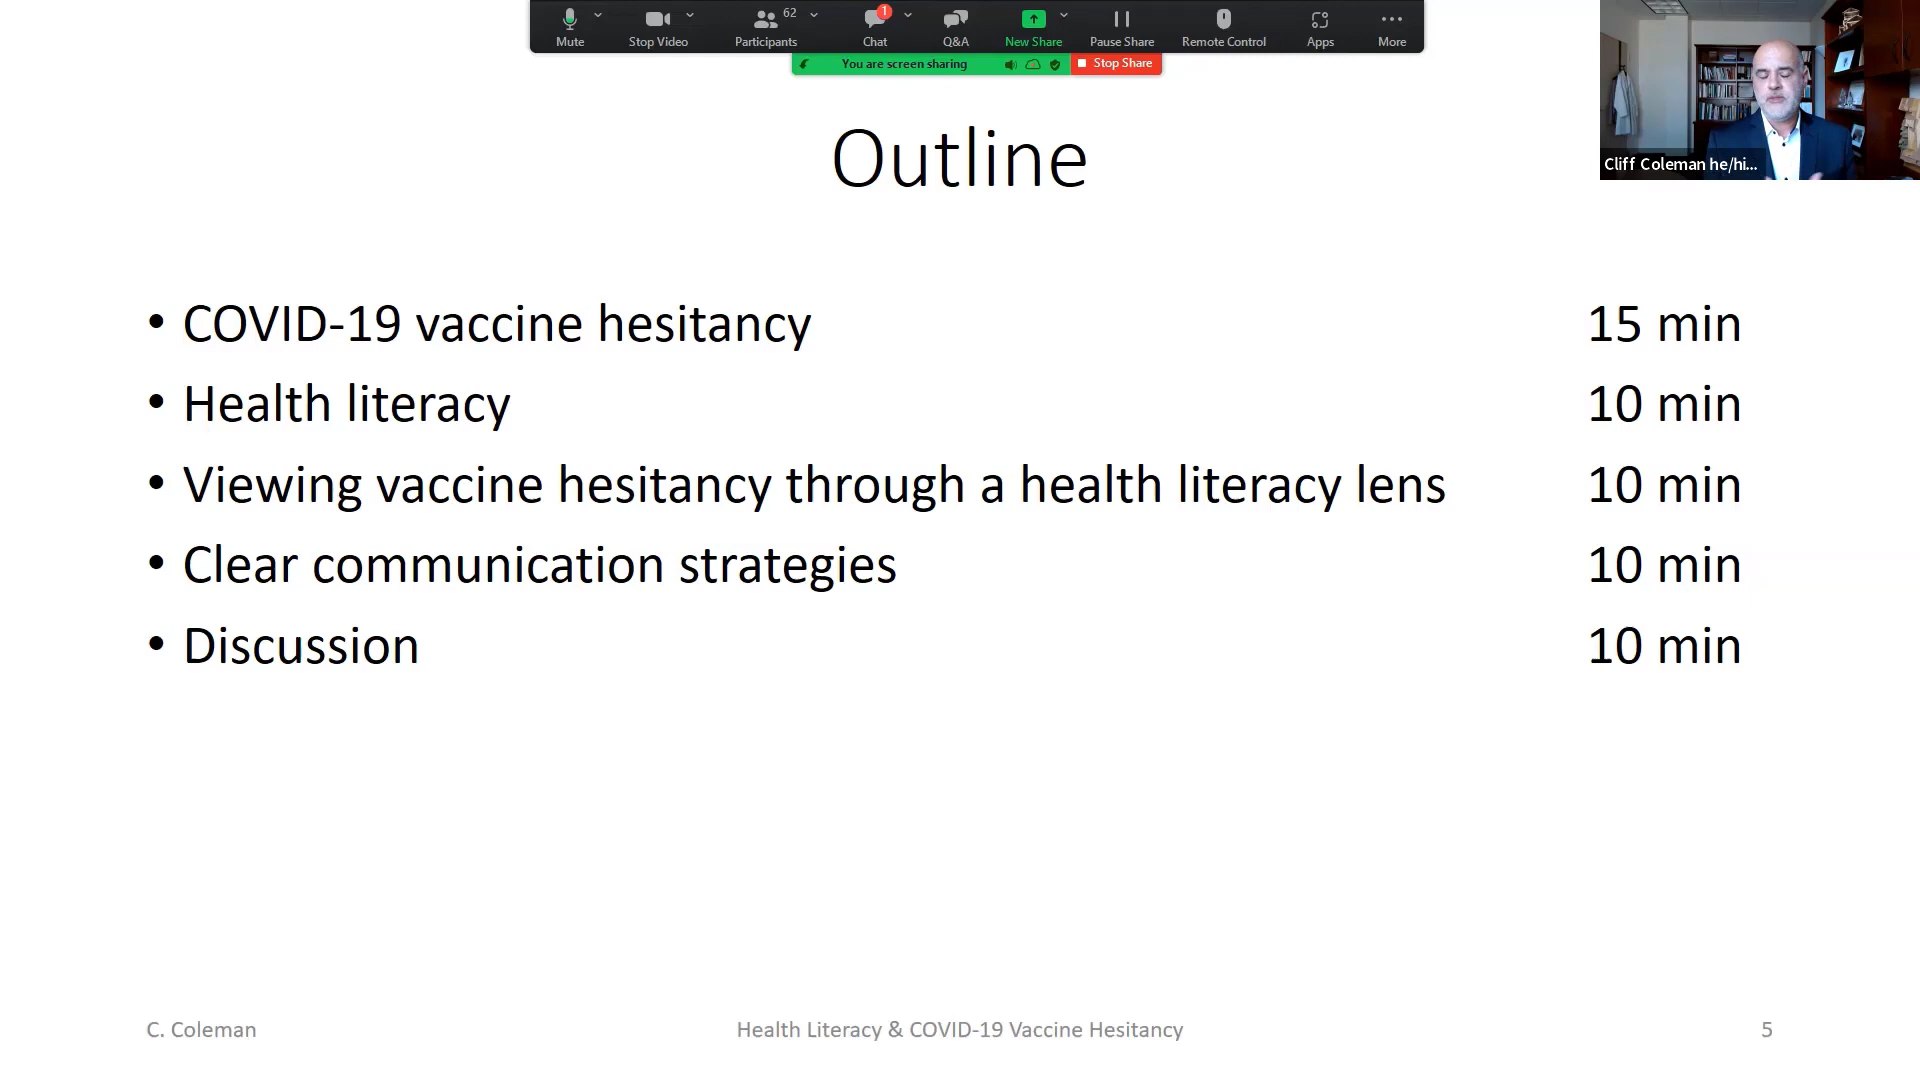 Mute
Stop Video
Participants
62
Chat
1
Q&A
New Share
Pause Share
Remote Control
Apps
More
You are screen sharing
Stop Share
Cliff Coleman he/hi...
Outline
• COVID-19 vaccine hesitancy 15 min
• Health literacy 10 min
• Viewing vaccine hesitancy through a health literacy lens 10 min
• Clear communication strategies 10 min
• Discussion 10 min
C. Coleman
Health Literacy & COVID-19 Vaccine Hesitancy
5